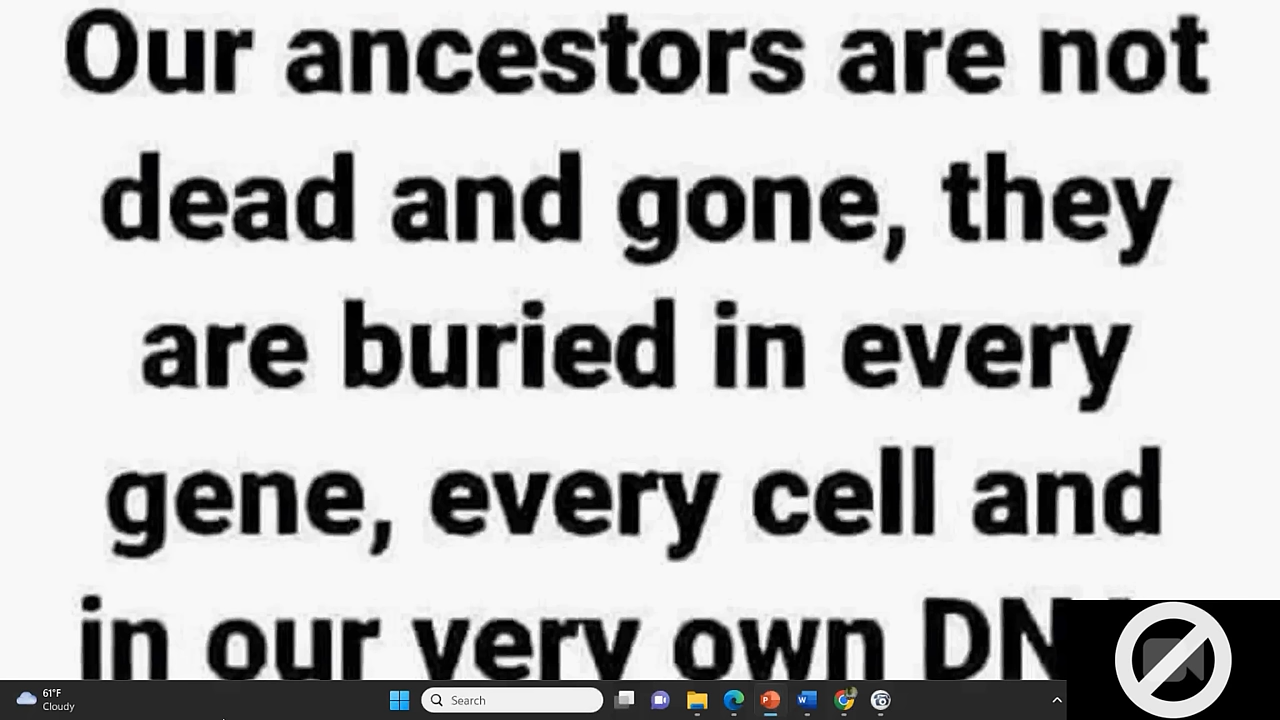 Our ancestors are not
dead and gone, they
are buried in every
gene, every cell and
in our very own
61°F
Cloudy
Search